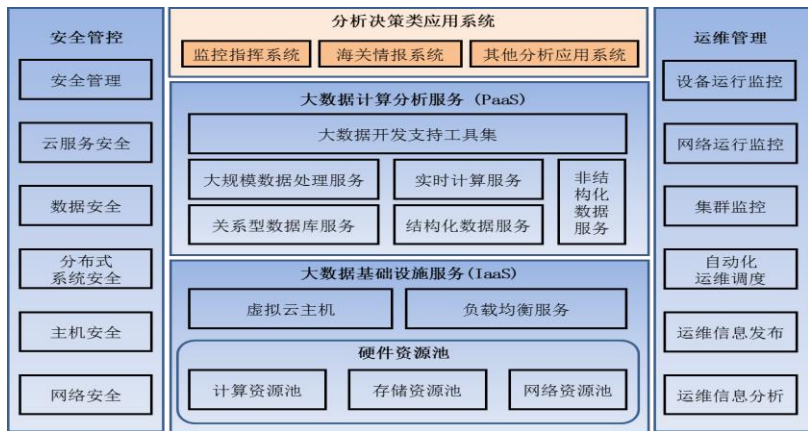 安全管控
安全管理
云服务安全
数据安全
分布式
系统安全
主机安全
网络安全
分析决策类应用系统
监控指挥系统
海关情报系统
其他分析应用系统
大数据计算分析服务（PaaS）
大数据开发支持工具集
大规模数据处理服务
实时计算服务
关系型数据库服务
结构化数据服务
非结
构化
数据
服务
大数据基础设施服务(IaaS)
虚拟云主机
负载均衡服务
硬件资源池
计算资源池
存储资源池
网络资源池
运维管理
设备运行监控
网络运行监控
集群监控
自动化
运维调度
运维信息发布
运维信息分析